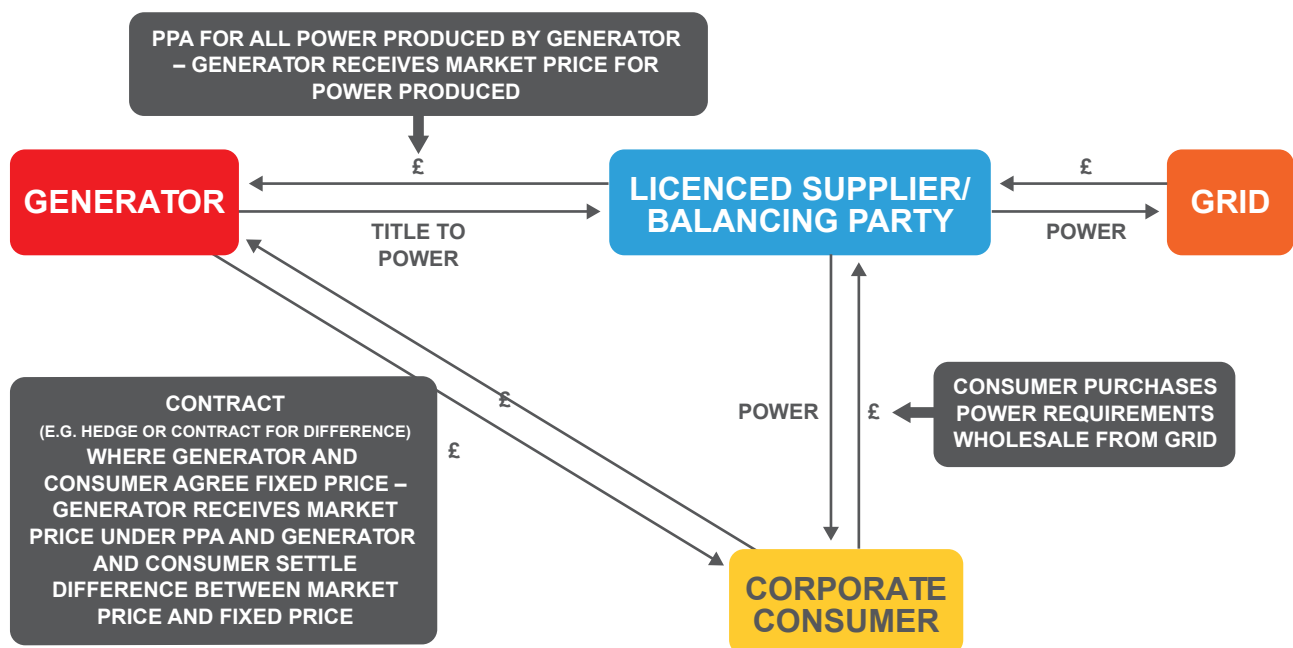 PPA FOR ALL POWER PRODUCED BY GENERATOR
– GENERATOR RECEIVES MARKET PRICE FOR
POWER PRODUCED
£
£
GENERATOR
LICENCED SUPPLIER/
BALANCING PARTY
GRID
TITLE TO
POWER
POWER
CONTRACT
(E.G. HEDGE OR CONTRACT FOR DIFFERENCE)
WHERE GENERATOR AND
CONSUMER AGREE FIXED PRICE –
GENERATOR RECEIVES MARKET
PRICE UNDER PPA AND GENERATOR
AND CONSUMER SETTLE
DIFFERENCE BETWEEN MARKET
PRICE AND FIXED PRICE
£
£
POWER
£
CONSUMER PURCHASES
POWER REQUIREMENTS
WHOLESALE FROM GRID
CORPORATE
CONSUMER